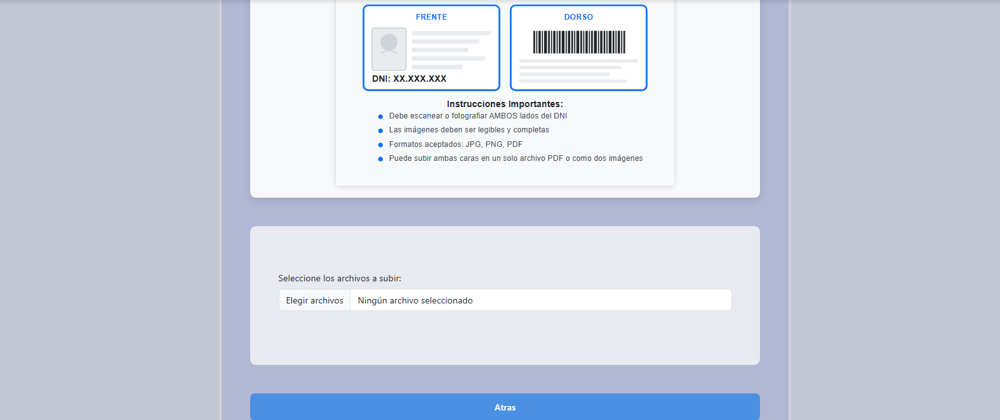 FRENTE
DORSO
DNI: XX.XXX.XXX
Instrucciones Importantes:
Debe escanear o fotografiar AMBOS lados del DNI
Las imágenes deben ser legibles y completas
Formatos aceptados: JPG, PNG, PDF
Puede subir ambas caras en un solo archivo PDF o como dos imágenes
Seleccione los archivos a subir:
Elegir archivos
Ningún archivo seleccionado
Atras